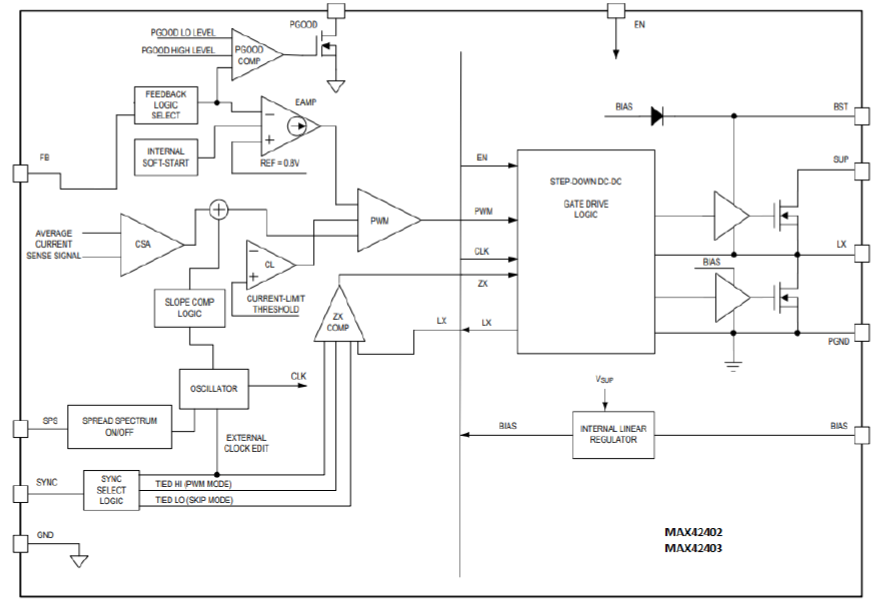 PGOOD
EN
PGOOD LO LEVEL
PGOOD HIGH LEVEL
PGOOD
COMP
FEEDBACK
LOGIC
SELECT
EAMP
BIAS
BST
INTERNAL
SOFT-START
REF = 0.8V
FB
EN
STEP-DOWN DC-DC
GATE DRIVE
LOGIC
SUP
AVERAGE
CURRENT
SENSE SIGNAL
CSA
PWM
PWM
LX
CL
CLK
BIAS
ZX
SLOPE COMP
LOGIC
CURRENT-LIMIT
THRESHOLD
ZX
COMP
LX
LX
PGND
OSCILLATOR
CLK
VSUP
SPS
SPREAD SPECTRUM
ON/OFF
EXTERNAL
CLOCK EDIT
BIAS
INTERNAL LINEAR
REGULATOR
BIAS
SYNC
SYNC
SELECT
LOGIC
TIED HI (PWM MODE)
TIED LO (SKIP MODE)
GND
MAX42402
MAX42403